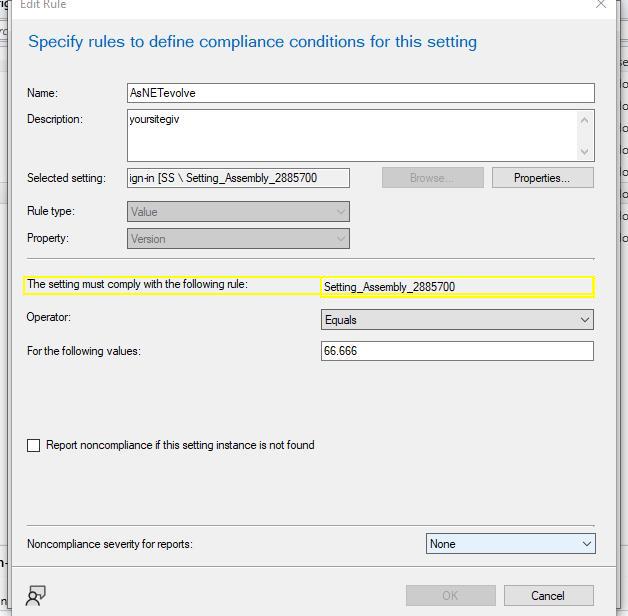 Edit Rule
Specify rules to define compliance conditions for this setting
Name: AsNETevolve
Description: yoursitegiv
Selected setting: ign-in [SS \ Setting_Assembly_2885700 Browse... Properties...
Rule type: Value
Property: Version
The setting must comply with the following rule: Setting_Assembly_2885700
Operator: Equals
For the following values: 66.666
Report noncompliance if this setting instance is not found
Noncompliance severity for reports: None
OK Cancel